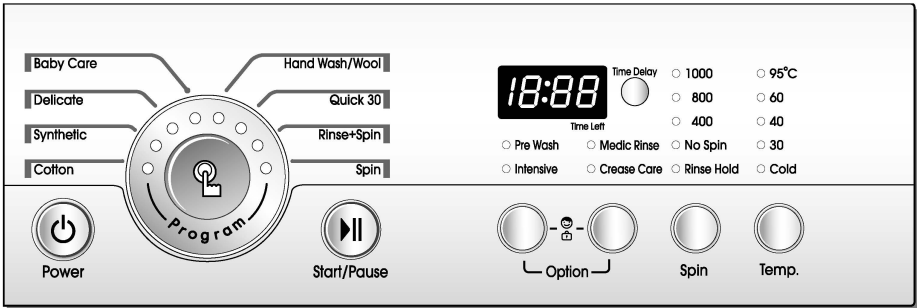 Baby Care
Delicate
Synthetic
Cotton
Hand Wash/Wool
Quick 30
Rinse+Spin
Spin
Program
Power
Start/Pause
18:88
Time Delay
Time Left
Pre Wash
Medic Rinse
Intensive
Crease Care
1000
800
400
No Spin
Rinse Hold
95°C
60
40
30
Cold
Option
Spin
Temp.